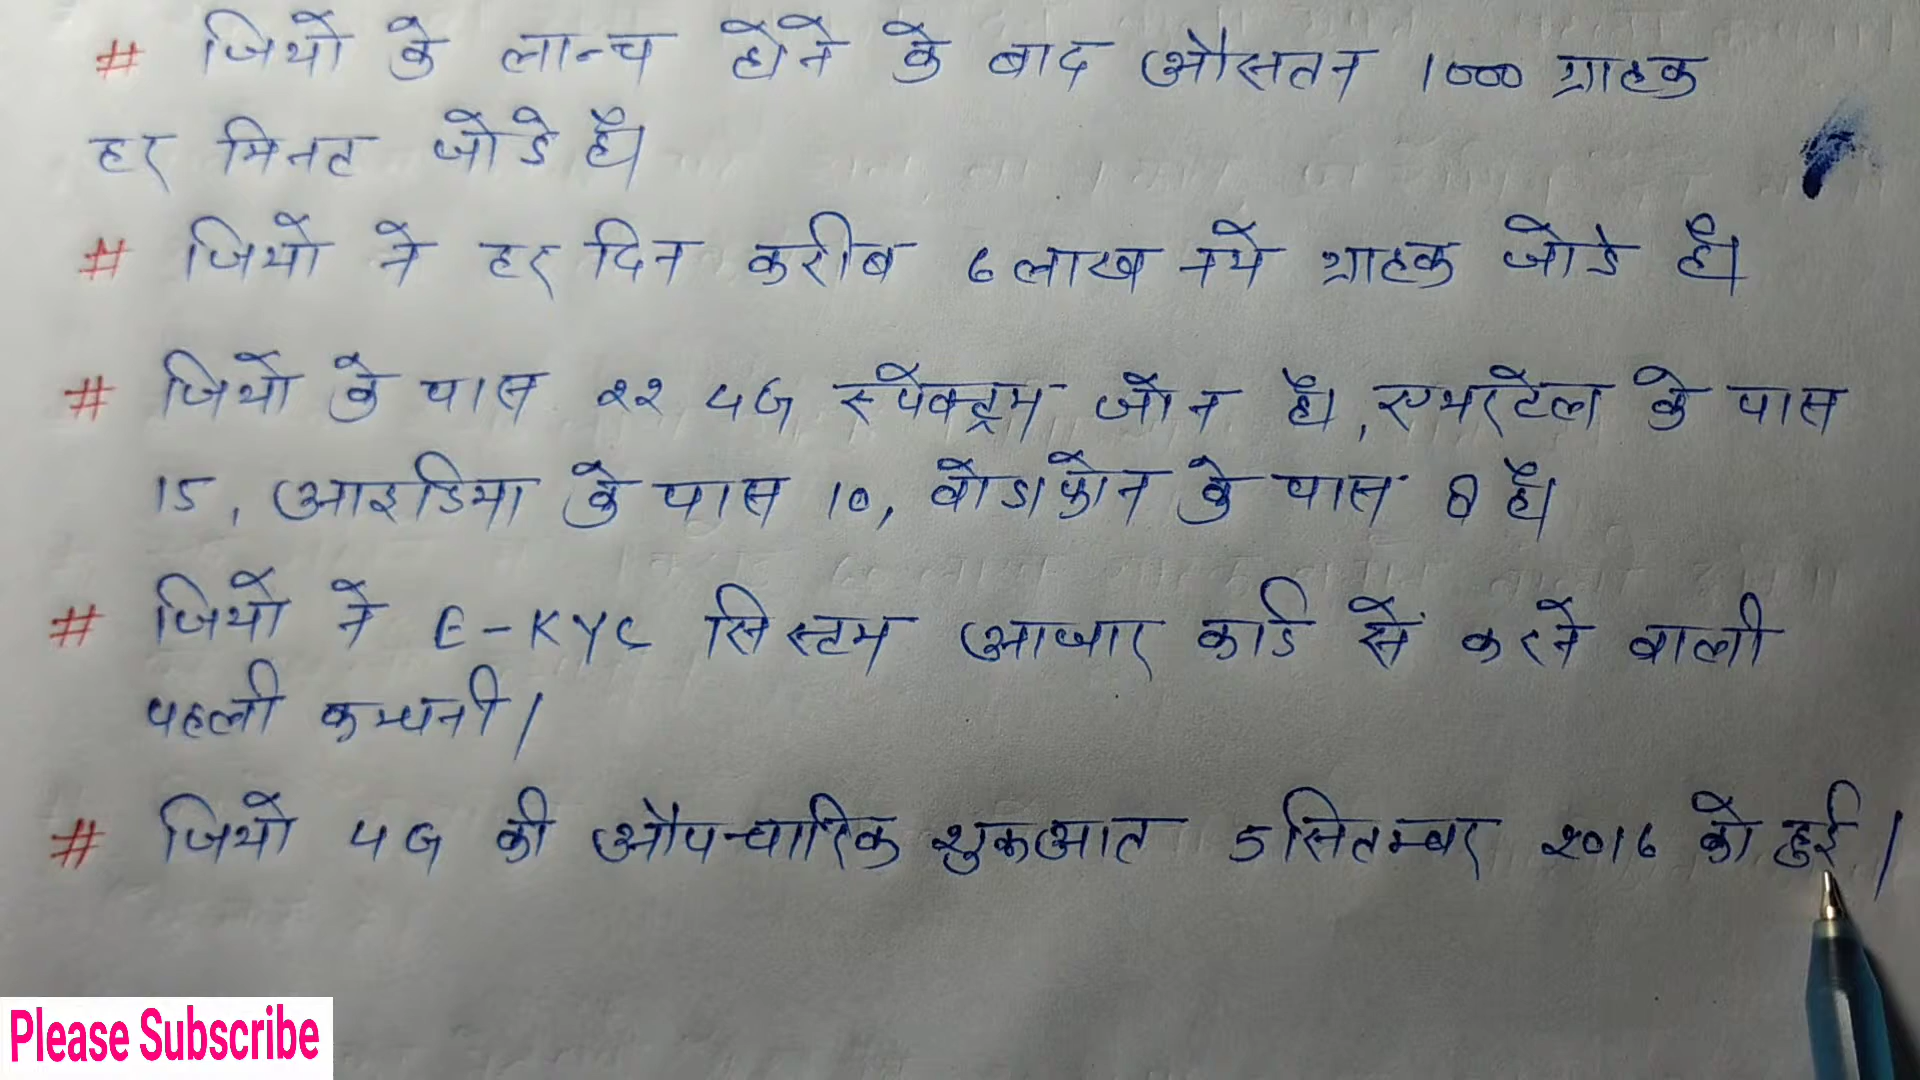 # जियो के लान्च होने के बाद औसतन 1000 ग्राहक
हर मिनट जोडे है।
# जियो ने हर दिन करीब 6 लाख नये ग्राहक जोडे है।
# जियो के पास 22 4G स्पेक्ट्रम जोन है।, एयरटेल के पास
15, आइडिया के पास 10, वोडाफोन के पास 8 है।
# जियो ने E-KYC सिस्टम आधार कार्ड सें करने वाली
पहली कम्पनी।
# जियो 4G की औपचारिक शुरूआत 5 सितम्बर 2016 को हुई।
Please Subscribe